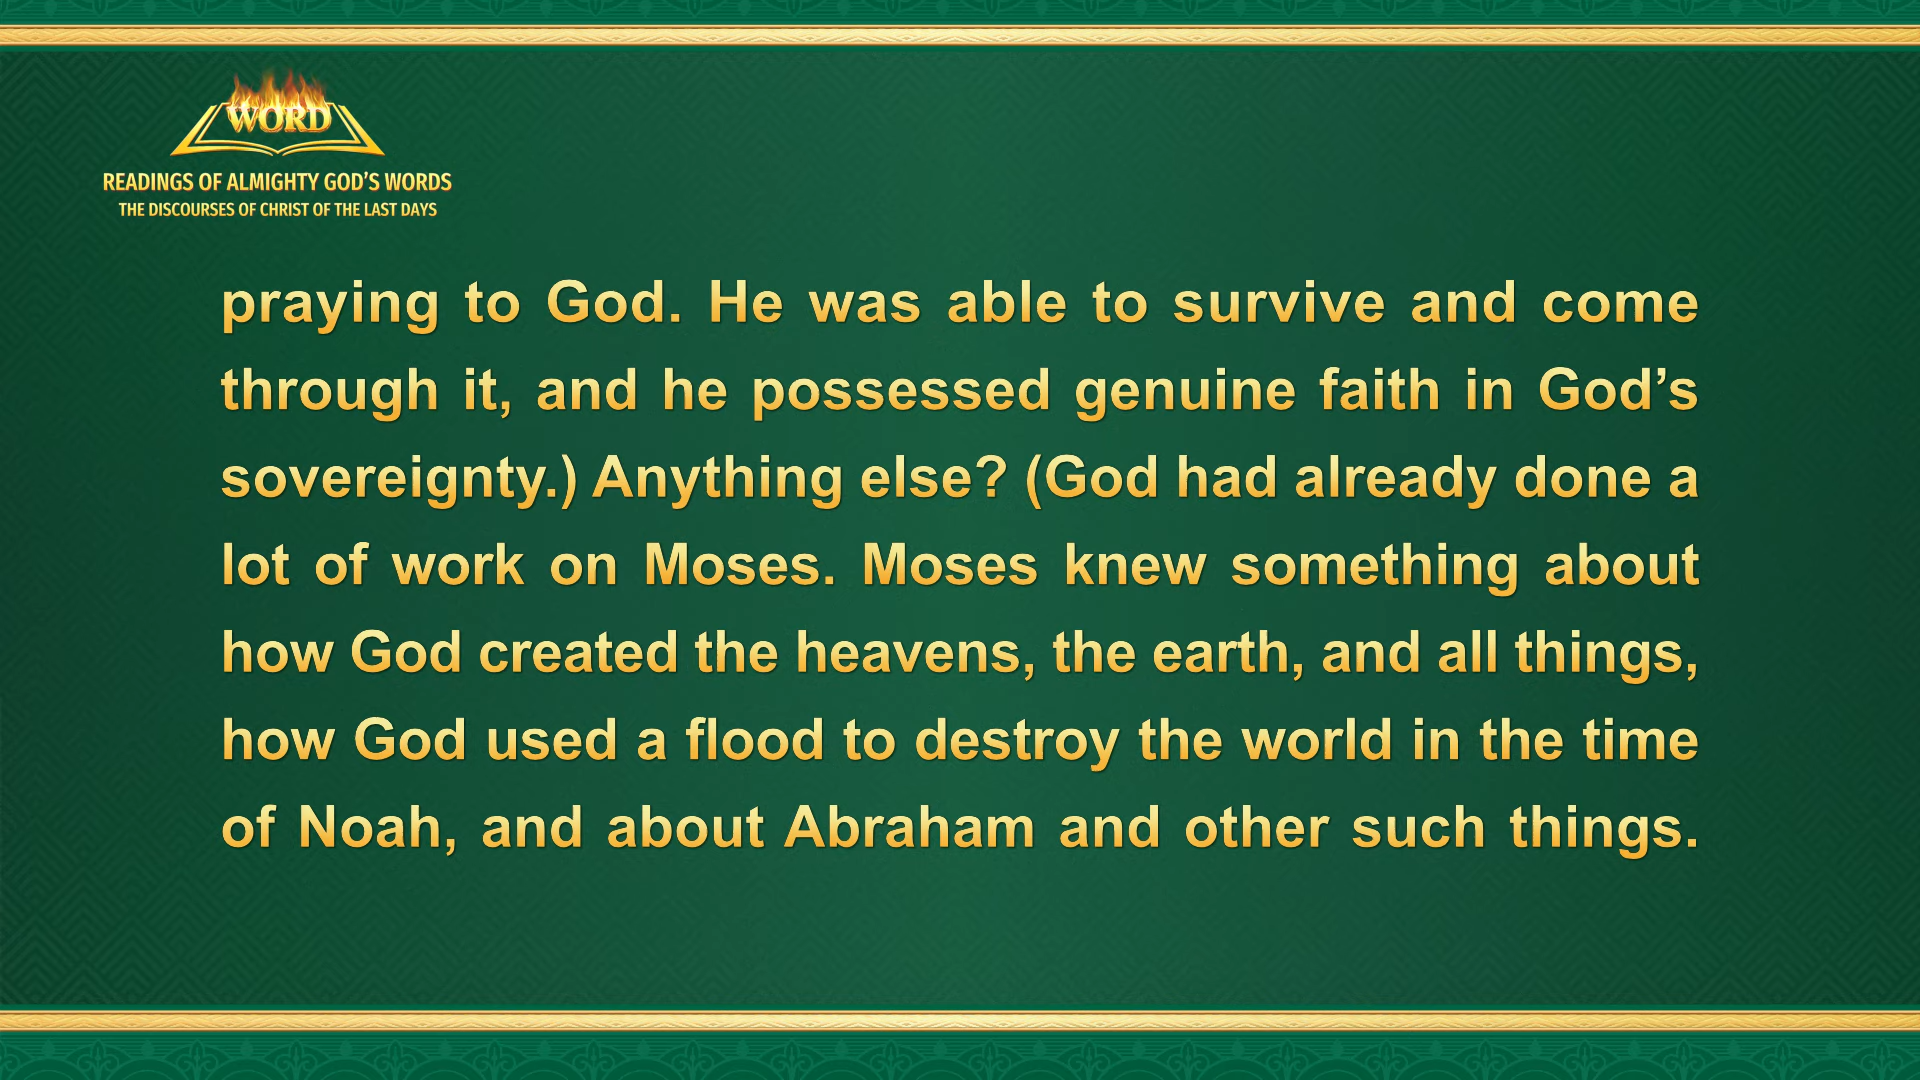 WORD
READINGS OF ALMIGHTY GOD’S WORDS
THE DISCOURSES OF CHRIST OF THE LAST DAYS
praying to God. He was able to survive and come
through it, and he possessed genuine faith in God’s
sovereignty.) Anything else? (God had already done a
lot of work on Moses. Moses knew something about
how God created the heavens, the earth, and all things,
how God used a flood to destroy the world in the time
of Noah, and about Abraham and other such things.